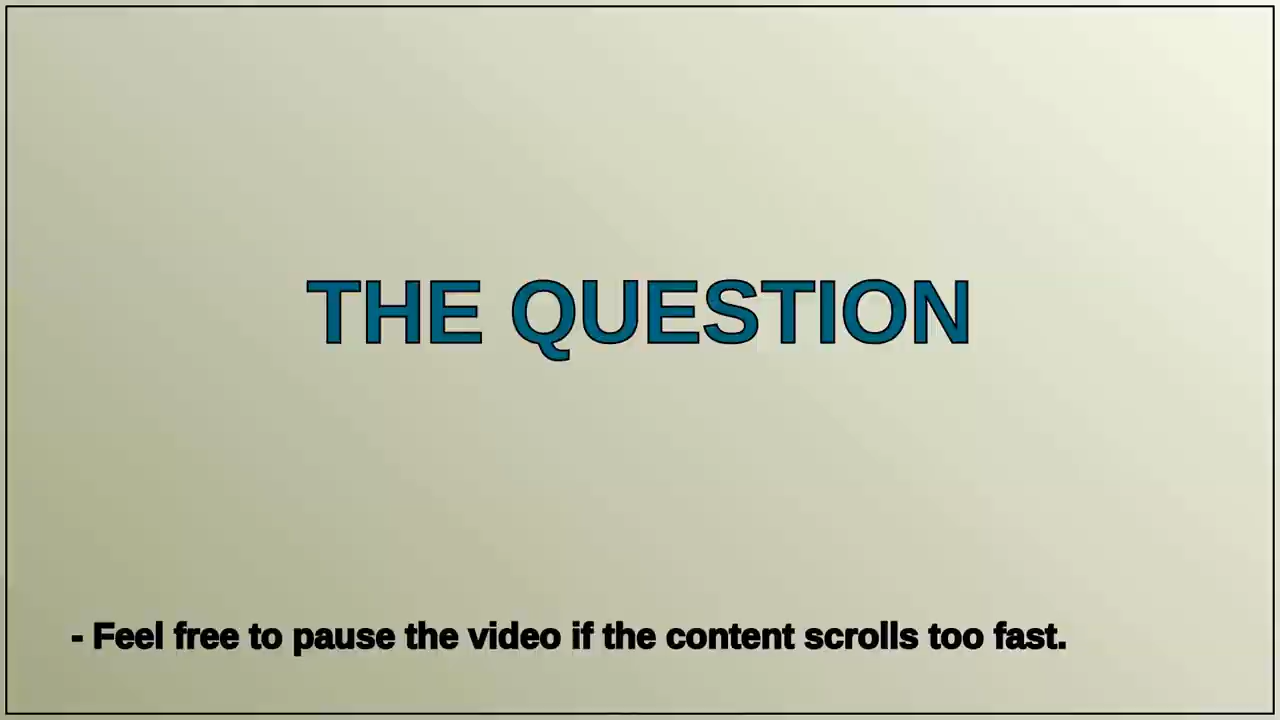 THE QUESTION
- Feel free to pause the video if the content scrolls too fast.